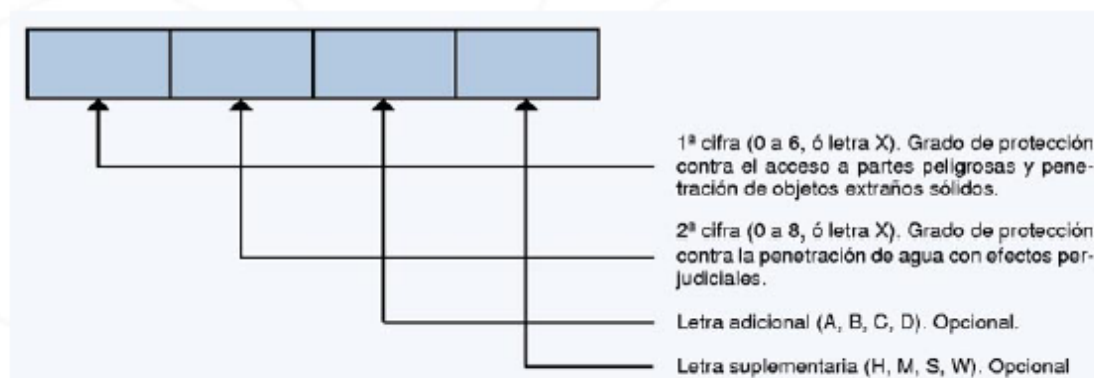 1ª cifra (0 a 6, ó letra X). Grado de protección
contra el acceso a partes peligrosas y pene-
tración de objetos extraños sólidos.
2ª cifra (0 a 8, ó letra X). Grado de protección
contra la penetración de agua con efectos per-
judiciales.
Letra adicional (A, B, C, D). Opcional.
Letra suplementaria (H, M, S, W). Opcional